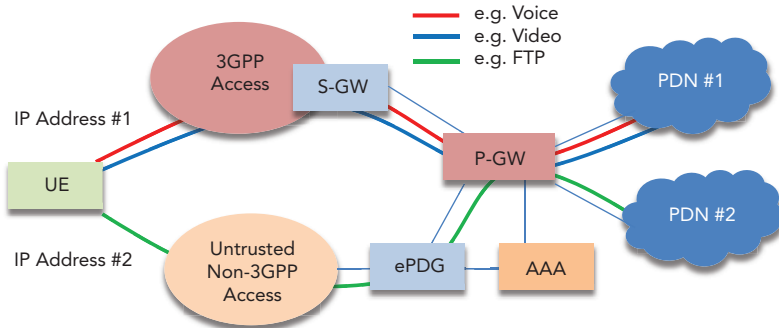 e.g. Voice
e.g. Video
e.g. FTP
3GPP
Access
S-GW
PDN #1
IP Address #1
P-GW
UE
PDN #2
IP Address #2
Untrusted
Non-3GPP
Access
ePDG
AAA